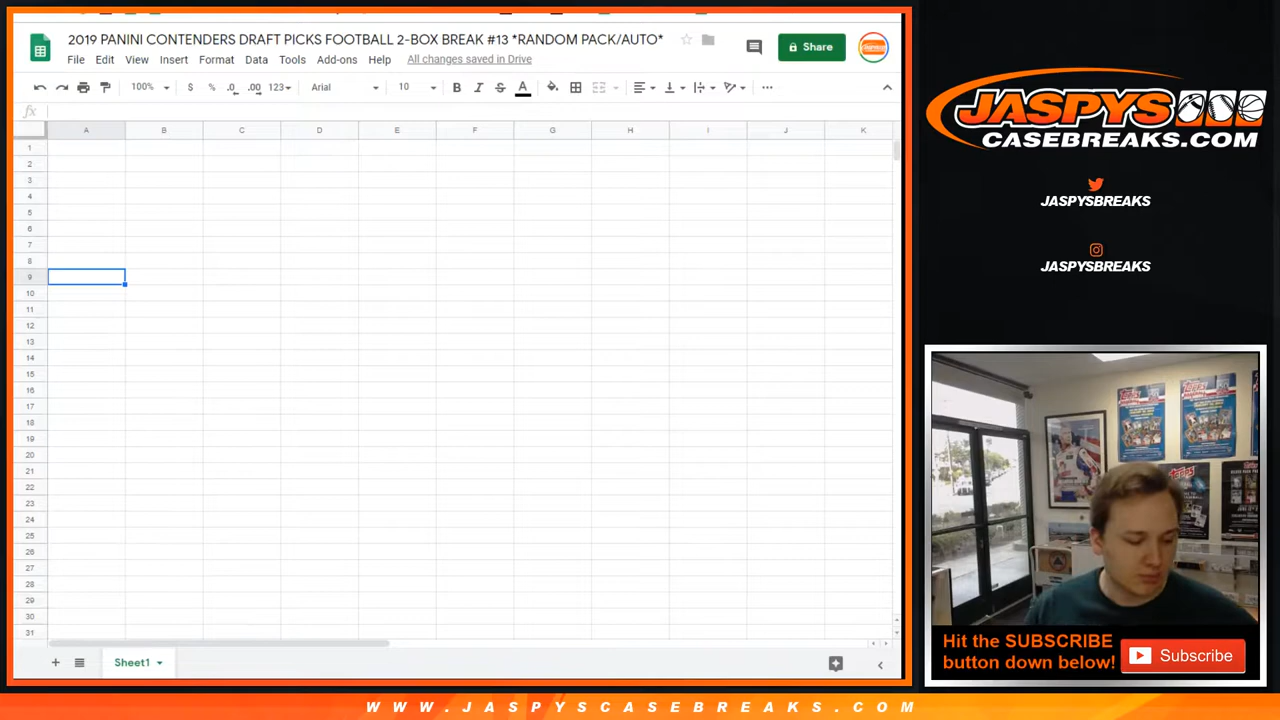 2019 PANINI CONTENDERS DRAFT PICKS FOOTBALL 2-BOX BREAK #13 *RANDOM PACK/AUTO*
Share
File Edit View Insert Format Data Tools Add-ons Help All changes saved in Drive
100% $ % .0 .00 123 Arial 10 B I S A
fx
A B C D E F G H I J K
1
2
3
4
5
6
7
8
9
10
11
12
13
14
15
16
17
18
19
20
21
22
23
24
25
26
27
28
29
30
31
Sheet1
JASPYS
CASEBREAKS.COM
JASPYSBREAKS
JASPYSBREAKS
TOPPS
TOPPS
TOPPS
Hit the SUBSCRIBE
button down below!
Subscribe
WWW.JASPYSCASEBREAKS.COM